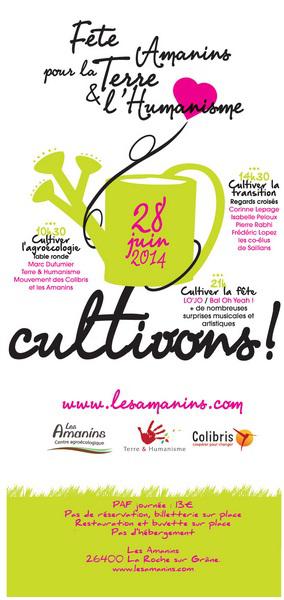 Fête Amanins
pour la Terre
& l'Humanisme
28
juin
2014
10h30
Cultiver
l'agroécologie
Table ronde
Marc Dufumier
Terre & Humanisme
Mouvement des Colibris
et les Amanins
14h30
Cultiver la
transition
Regards croisés
Corinne Lepage
Isabelle Peloux
Pierre Rabhi
Frédéric Lopez
les co-élus
de Saillans
21h
Cultiver la fête
LO'JO / Bal Oh Yeah !
+ de nombreuses
surprises musicales et
artistiques
cultivons!
www.lesamanins.com
Les
Amanins
Centre agroécologique
Terre & Humanisme
Colibris
coopérer pour changer
PAF journée : 13€
Pas de réservation, billetterie sur place
Restauration et buvette sur place
Pas d'hébergement
Les Amanins
26400 La Roche sur Grâne
www.lesamanins.com